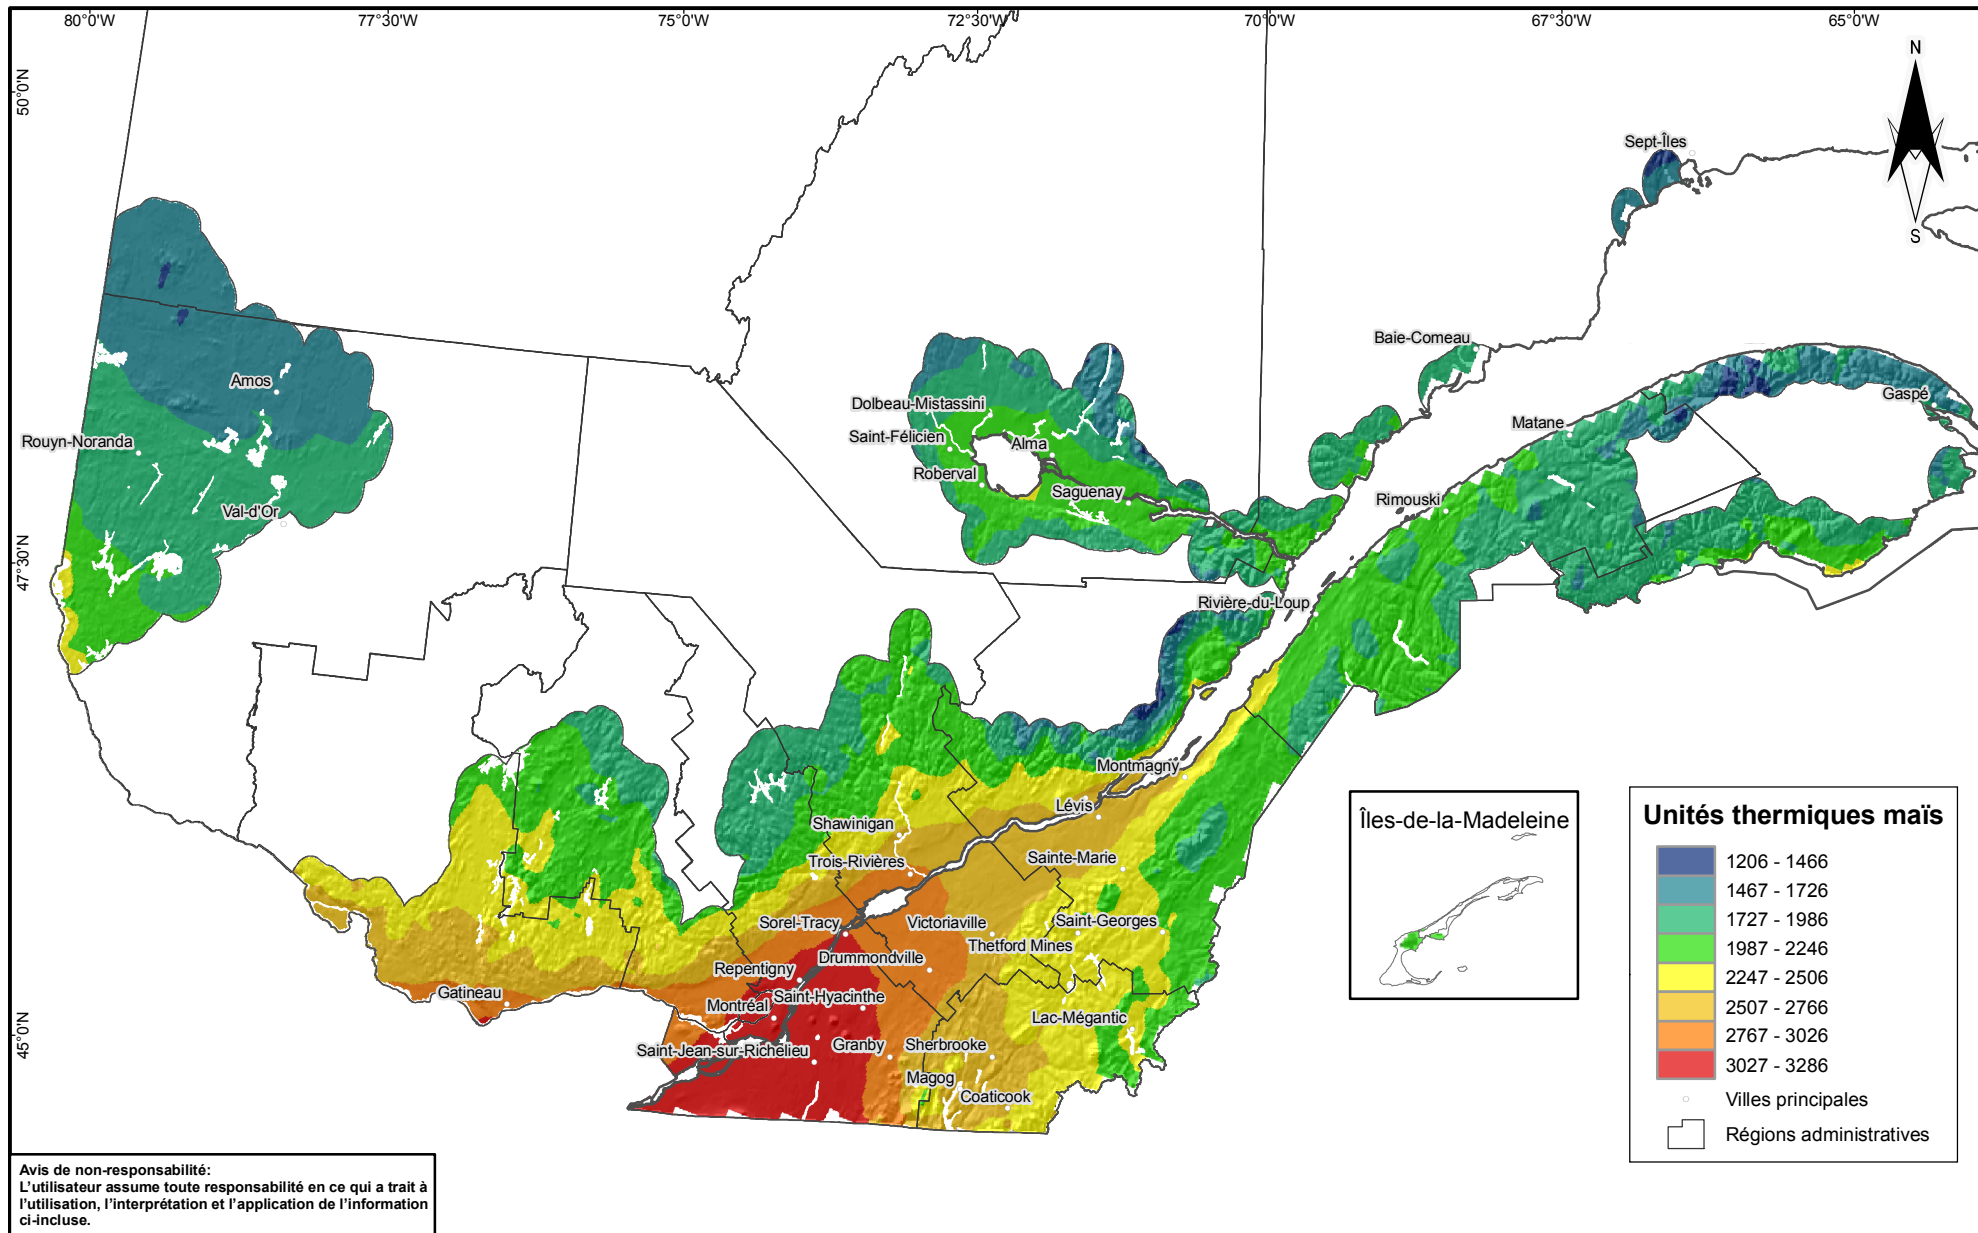 80°0'W
77°30'W
75°0'W
72°30'W
70°0'W
67°30'W
65°0'W
50°0'N
47°30'N
45°0'N
N
S
Sept-Îles
Baie-Comeau
Gaspé
Matane
Amos
Dolbeau-Mistassini
Saint-Félicien
Alma
Rouyn-Noranda
Roberval
Saguenay
Rimouski
Val-d'Or
Rivière-du-Loup
Montmagny
Lévis
Shawinigan
Trois-Rivières
Sainte-Marie
Sorel-Tracy
Victoriaville
Saint-Georges
Thetford Mines
Drummondville
Repentigny
Gatineau
Saint-Hyacinthe
Montréal
Lac-Mégantic
Saint-Jean-sur-Richelieu
Granby
Sherbrooke
Magog
Coaticook
Îles-de-la-Madeleine
Unités thermiques maïs
1206 - 1466
1467 - 1726
1727 - 1986
1987 - 2246
2247 - 2506
2507 - 2766
2767 - 3026
3027 - 3286
Villes principales
Régions administratives
Avis de non-responsabilité:
L'utilisateur assume toute responsabilité en ce qui a trait à
l'utilisation, l'interprétation et l'application de l'information
ci-incluse.